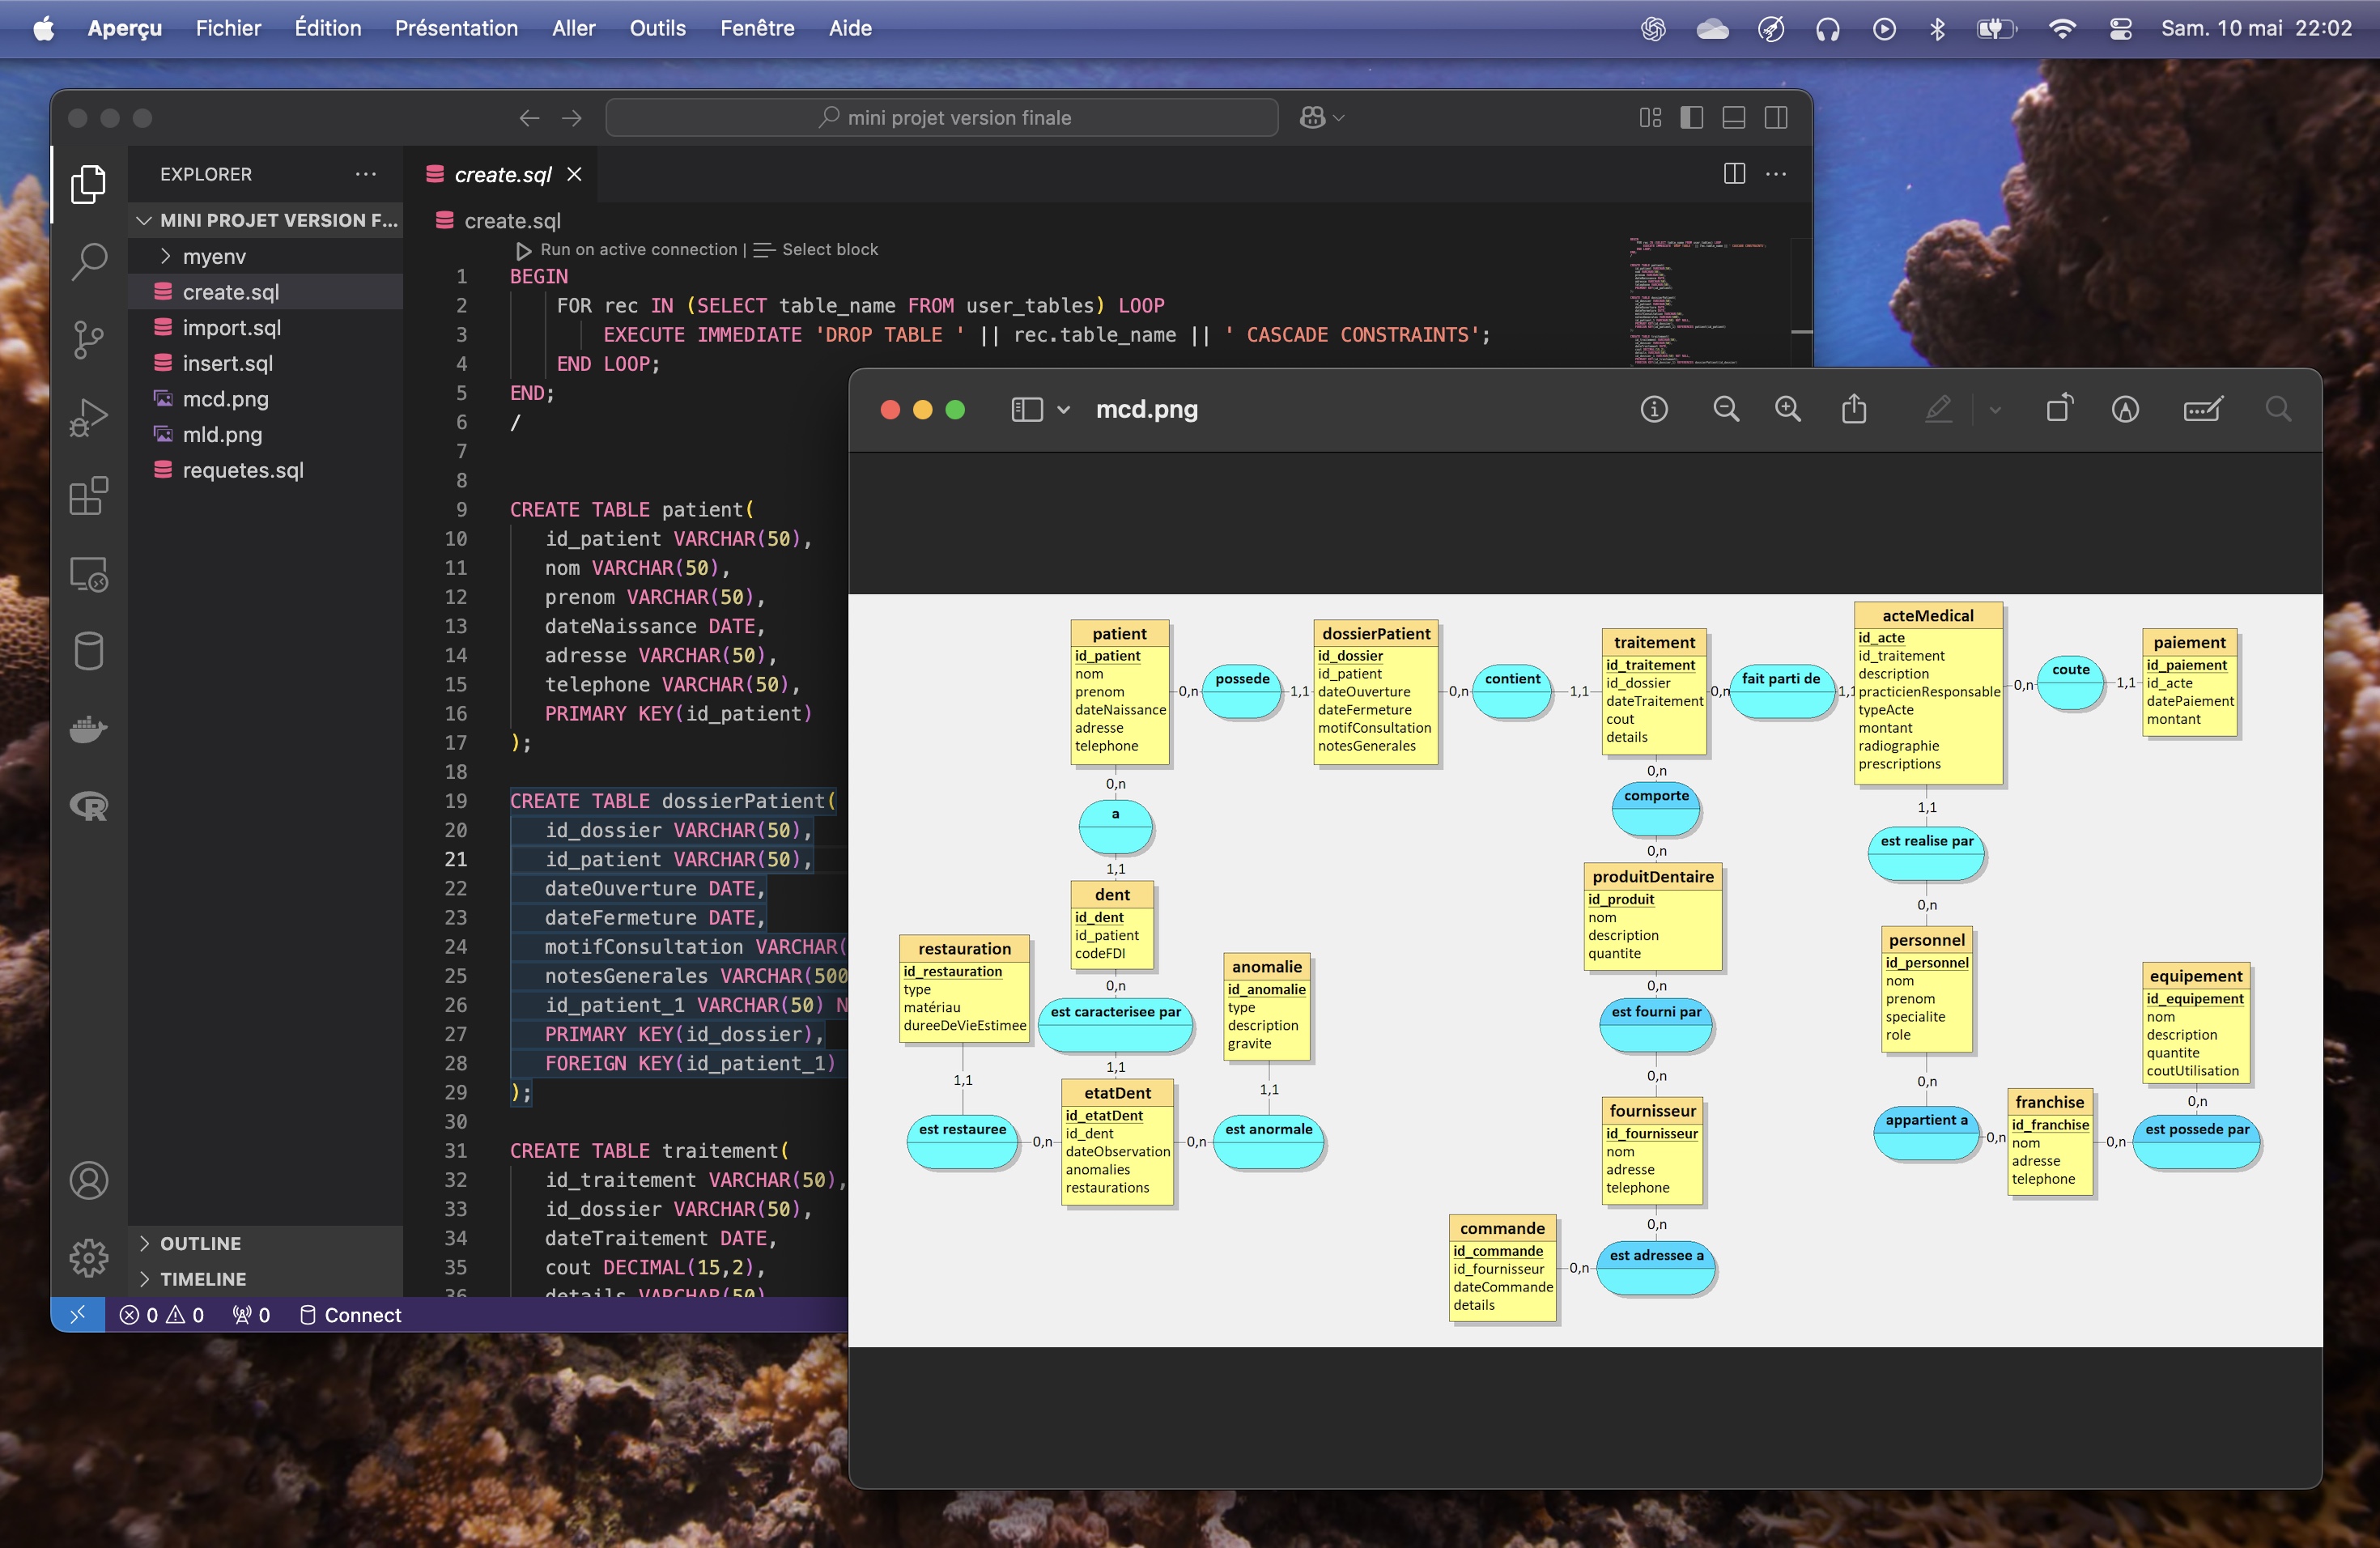 Aperçu Fichier Édition Présentation Aller Outils Fenêtre Aide Sam. 10 mai 22:02
mini projet version finale
EXPLORER
MINI PROJET VERSION F...
myenv
create.sql
import.sql
insert.sql
mcd.png
mld.png
requetes.sql
OUTLINE
TIMELINE
create.sql
create.sql
Run on active connection | Select block
1 BEGIN
2 FOR rec IN (SELECT table_name FROM user_tables) LOOP
3 EXECUTE IMMEDIATE 'DROP TABLE ' || rec.table_name || ' CASCADE CONSTRAINTS';
4 END LOOP;
5 END;
6 /
7
8
9 CREATE TABLE patient(
10 id_patient VARCHAR(50),
11 nom VARCHAR(50),
12 prenom VARCHAR(50),
13 dateNaissance DATE,
14 adresse VARCHAR(50),
15 telephone VARCHAR(50),
16 PRIMARY KEY(id_patient)
17 );
18
19 CREATE TABLE dossierPatient(
20 id_dossier VARCHAR(50),
21 id_patient VARCHAR(50),
22 dateOuverture DATE,
23 dateFermeture DATE,
24 motifConsultation VARCHAR(
25 notesGenerales VARCHAR(500
26 id_patient_1 VARCHAR(50) N
27 PRIMARY KEY(id_dossier),
28 FOREIGN KEY(id_patient_1)
29 );
30
31 CREATE TABLE traitement(
32 id_traitement VARCHAR(50),
33 id_dossier VARCHAR(50),
34 dateTraitement DATE,
35 cout DECIMAL(15,2),
36 details VARCHAR(50)
0 0 0 Connect
mcd.png
patient
id_patient
nom
prenom
dateNaissance
adresse
telephone
0,n
possede
1,1
dossierPatient
id_dossier
id_patient
dateOuverture
dateFermeture
motifConsultation
notesGenerales
0,n
contient
1,1
traitement
id_traitement
id_dossier
dateTraitement
cout
details
0,n
fait parti de
1,1
acteMedical
id_acte
id_traitement
description
practicienResponsable
typeActe
montant
radiographie
prescriptions
0,n
coute
1,1
paiement
id_paiement
id_acte
datePaiement
montant
0,n
a
1,1
dent
id_dent
id_patient
codeFDI
0,n
est caracterisee par
1,1
etatDent
id_etatDent
id_dent
dateObservation
anomalies
restaurations
restauration
id_restauration
type
matériau
dureeDeVieEstimee
1,1
est restauree
0,n
anomalie
id_anomalie
type
description
gravite
1,1
est anormale
0,n
0,n
comporte
0,n
produitDentaire
id_produit
nom
description
quantite
0,n
est fourni par
0,n
fournisseur
id_fournisseur
nom
adresse
telephone
0,n
est adressee a
0,n
commande
id_commande
id_fournisseur
dateCommande
details
1,1
est realise par
0,n
personnel
id_personnel
nom
prenom
specialite
role
0,n
appartient a
0,n
franchise
id_franchise
nom
adresse
telephone
0,n
est possede par
0,n
equipement
id_equipement
nom
description
quantite
coutUtilisation